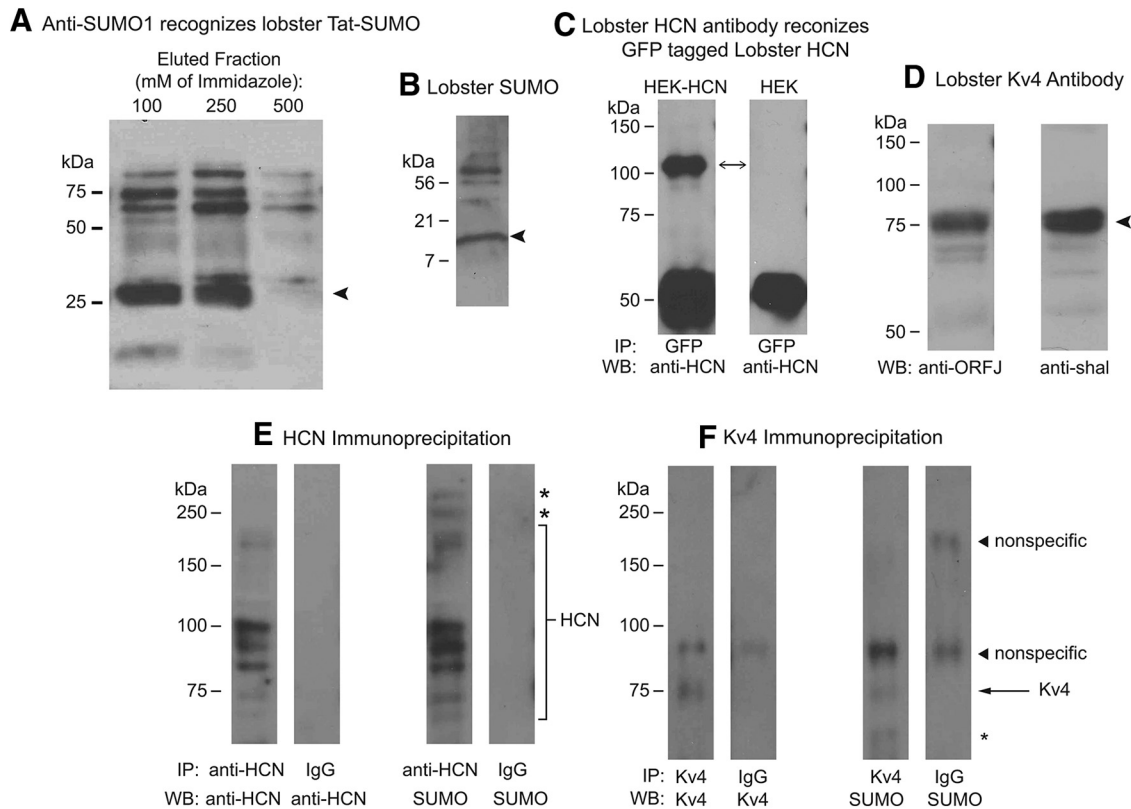 A Anti-SUMO1 recognizes lobster Tat-SUMO
Eluted Fraction
(mM of Immidazole):
100 250 500
kDa
75
50
25
B Lobster SUMO
kDa
56
21
7
C Lobster HCN antibody reconizes
GFP tagged Lobster HCN
HEK-HCN HEK
kDa
150
100
75
50
IP: GFP GFP
WB: anti-HCN anti-HCN
D Lobster Kv4 Antibody
kDa
150
100
75
50
WB: anti-ORFJ anti-shal
E HCN Immunoprecipitation
kDa
250
150
100
75
*
*
HCN
IP: anti-HCN IgG anti-HCN IgG
WB: anti-HCN anti-HCN SUMO SUMO
F Kv4 Immunoprecipitation
kDa
250
150
100
75
nonspecific
nonspecific
Kv4
*
IP: Kv4 IgG Kv4 IgG
WB: Kv4 Kv4 SUMO SUMO